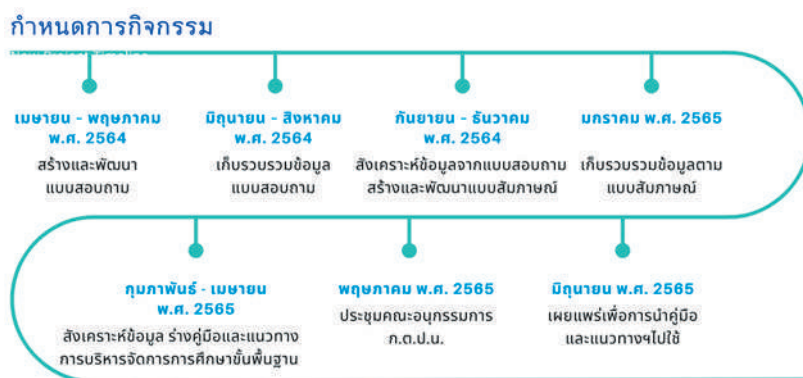 กำหนดการกิจกรรม
เมษายน - พฤษภาคม
พ.ศ. 2564
สร้างและพัฒนา
แบบสอบถาม
มิถุนายน - สิงหาคม
พ.ศ. 2564
เก็บรวบรวมข้อมูล
แบบสอบถาม
กันยายน - ธันวาคม
พ.ศ. 2564
สังเคราะห์ข้อมูลจากแบบสอบถาม
สร้างและพัฒนาแบบสัมภาษณ์
มกราคม พ.ศ. 2565
เก็บรวบรวมข้อมูลตาม
แบบสัมภาษณ์
กุมภาพันธ์ - เมษายน
พ.ศ. 2565
สังเคราะห์ข้อมูล ร่างคู่มือและแนวทาง
การบริหารจัดการการศึกษาขั้นพื้นฐาน
พฤษภาคม พ.ศ. 2565
ประชุมคณะอนุกรรมการ
ก.ต.ป.น.
มิถุนายน พ.ศ. 2565
เผยแพร่เพื่อการนำคู่มือ
และแนวทางฯไปใช้